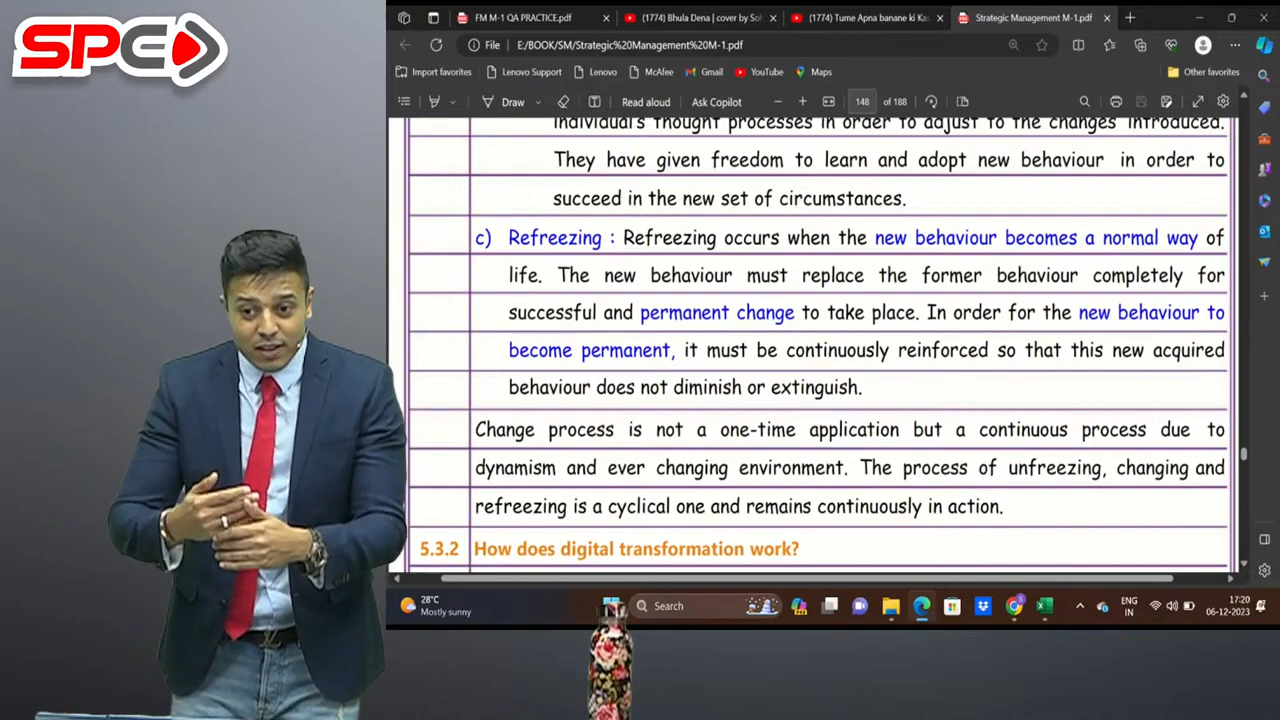 SPC
FM M-1 QA PRACTICE.pdf
(1774) Bhula Dena | cover by Soh
(1774) Tume Apna banane ki Ka
Strategic Management M-1.pdf
File
E:/BOOK/SM/Strategic%20Management%20M-1.pdf
Import favorites
Lenovo Support
Lenovo
McAfee
Gmail
YouTube
Maps
Other favorites
Draw
Read aloud
Ask Copilot
148 of 188
individual's thought processes in order to adjust to the changes introduced.
They have given freedom to learn and adopt new behaviour in order to
succeed in the new set of circumstances.
c) Refreezing : Refreezing occurs when the new behaviour becomes a normal way of
life. The new behaviour must replace the former behaviour completely for
successful and permanent change to take place. In order for the new behaviour to
become permanent, it must be continuously reinforced so that this new acquired
behaviour does not diminish or extinguish.
Change process is not a one-time application but a continuous process due to
dynamism and ever changing environment. The process of unfreezing, changing and
refreezing is a cyclical one and remains continuously in action.
5.3.2 How does digital transformation work?
28°C
Mostly sunny
Search
ENG
IN
17:20
06-12-2023